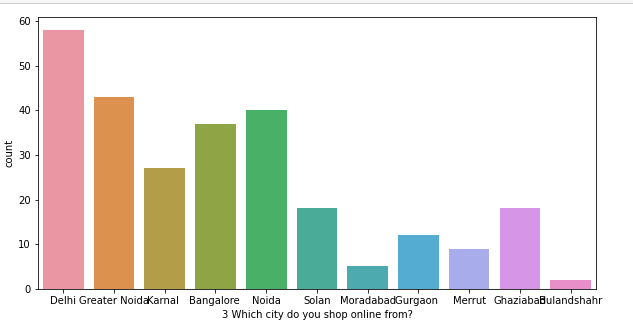 60
50
40
30
20
10
0
count
Delhi Greater Noida Karnal Bangalore Noida Solan Moradabad Gurgaon Merrut Ghaziabad Bulandshahr
3 Which city do you shop online from?